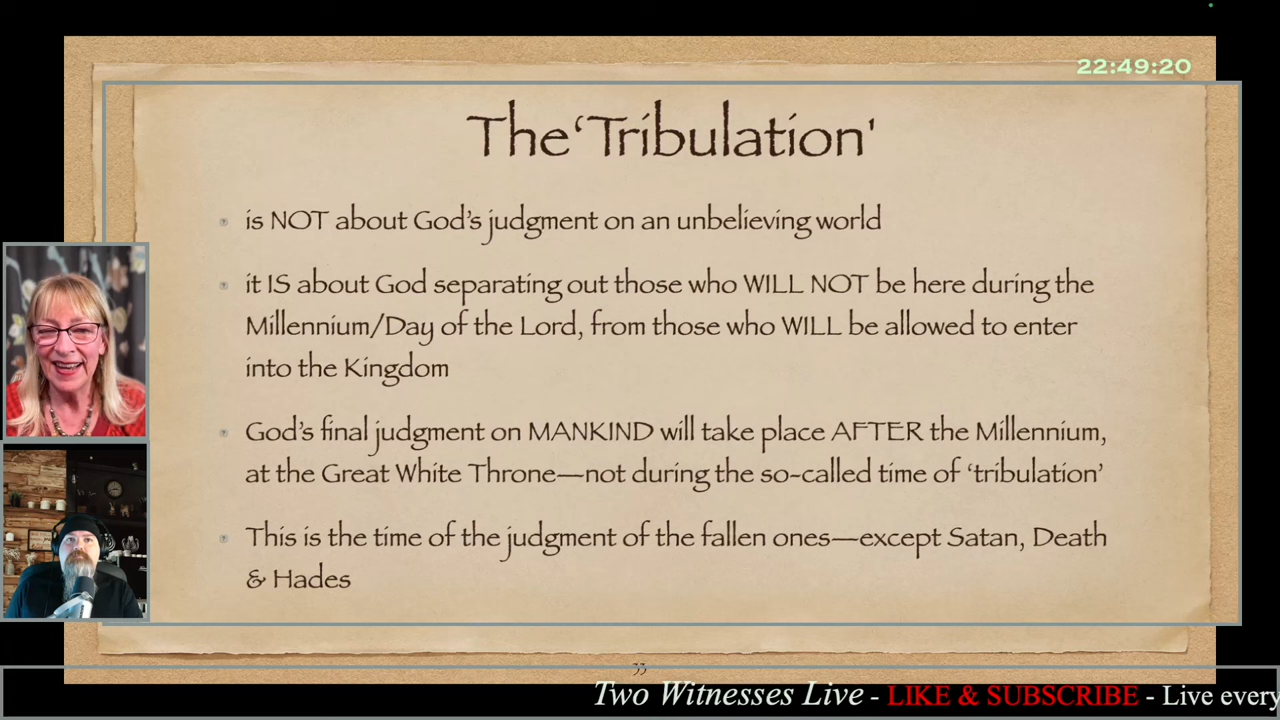 22:49:20
The ‘Tribulation'
is NOT about God’s judgment on an unbelieving world
it IS about God separating out those who WILL NOT be here during the
Millennium/Day of the Lord, from those who WILL be allowed to enter
into the Kingdom
God’s final judgment on MANKIND will take place AFTER the Millennium,
at the Great White Throne—not during the so-called time of ‘tribulation’
This is the time of the judgment of the fallen ones—except Satan, Death
& Hades
33
Two Witnesses Live - LIKE & SUBSCRIBE - Live every